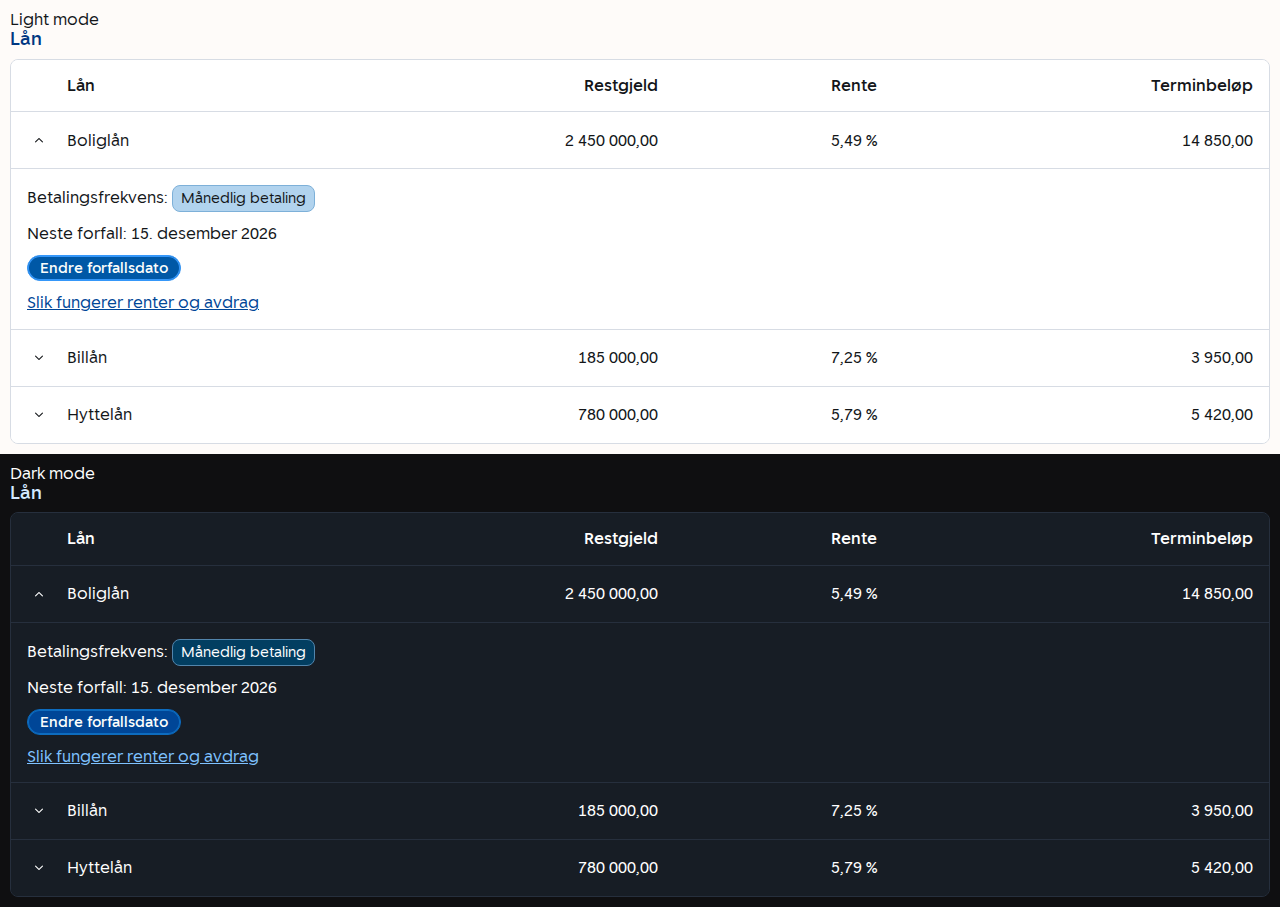 Light mode
Lån
Lån Restgjeld Rente Terminbeløp
Boliglån 2 450 000,00 5,49 % 14 850,00
Betalingsfrekvens: Månedlig betaling
Neste forfall: 15. desember 2026
Endre forfallsdato
Slik fungerer renter og avdrag
Billån 185 000,00 7,25 % 3 950,00
Hyttelån 780 000,00 5,79 % 5 420,00
Dark mode
Lån
Lån Restgjeld Rente Terminbeløp
Boliglån 2 450 000,00 5,49 % 14 850,00
Betalingsfrekvens: Månedlig betaling
Neste forfall: 15. desember 2026
Endre forfallsdato
Slik fungerer renter og avdrag
Billån 185 000,00 7,25 % 3 950,00
Hyttelån 780 000,00 5,79 % 5 420,00